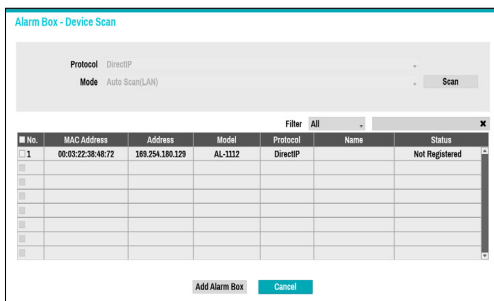 Alarm Box - Device Scan
Protocol DirectIP
Mode Auto Scan(LAN) Scan
Filter All
No. MAC Address Address Model Protocol Name Status
1 00:03:22:38:48:72 169.254.180.129 AL-1112 DirectIP Not Registered
Add Alarm Box Cancel